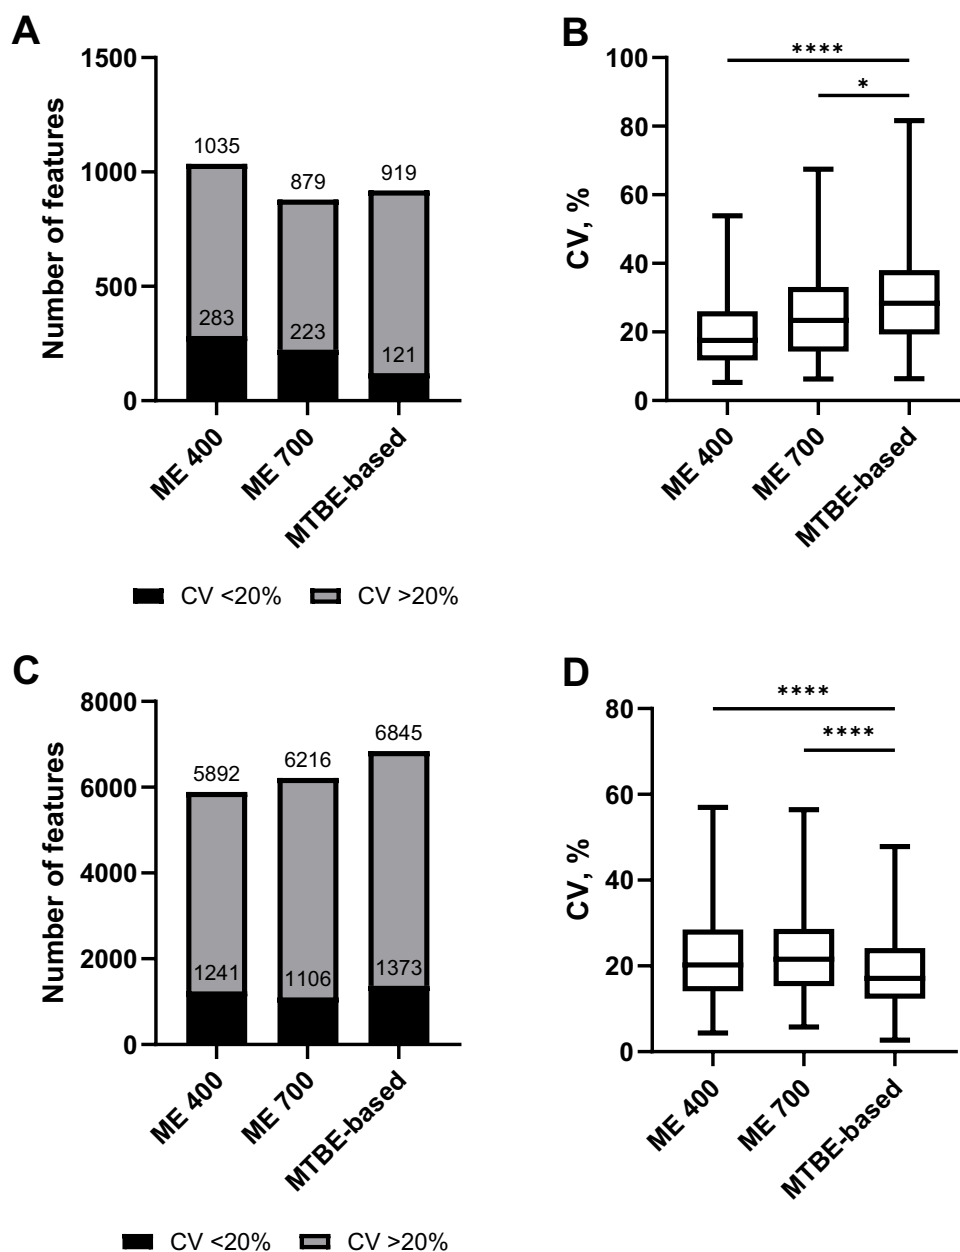 A
Number of features
1500
1000
500
0
1035
879
919
283
223
121
ME 400
ME 700
MTBE-based
CV <20%
CV >20%
B
CV, %
100
80
60
40
20
0
****
*
ME 400
ME 700
MTBE-based
C
Number of features
8000
6000
4000
2000
0
5892
6216
6845
1241
1106
1373
ME 400
ME 700
MTBE-based
CV <20%
CV >20%
D
CV, %
80
60
40
20
0
****
****
ME 400
ME 700
MTBE-based